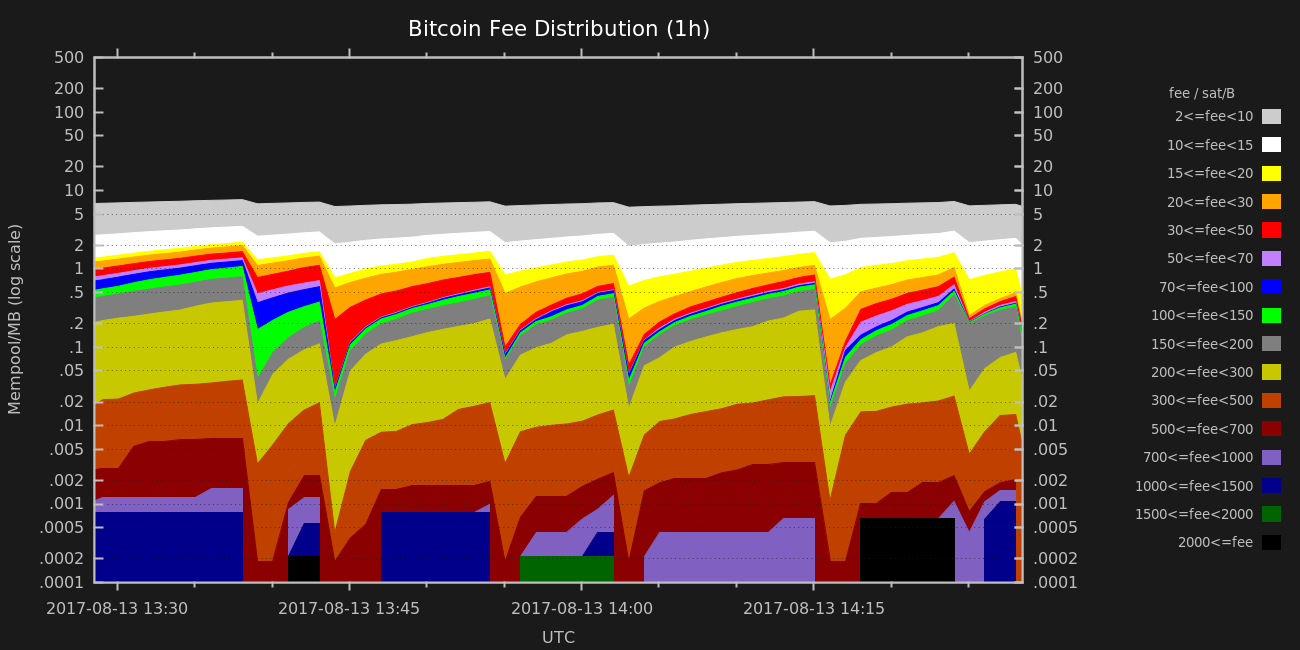 Bitcoin Fee Distribution (1h)
Mempool/MB (log scale)
500
200
100
50
20
10
5
2
1
.5
.2
.1
.05
.02
.01
.005
.002
.001
.0005
.0002
.0001
500
200
100
50
20
10
5
2
1
.5
.2
.1
.05
.02
.01
.005
.002
.001
.0005
.0002
.0001
2017-08-13 13:30
2017-08-13 13:45
2017-08-13 14:00
2017-08-13 14:15
UTC
fee / sat/B
2<=fee<10
10<=fee<15
15<=fee<20
20<=fee<30
30<=fee<50
50<=fee<70
70<=fee<100
100<=fee<150
150<=fee<200
200<=fee<300
300<=fee<500
500<=fee<700
700<=fee<1000
1000<=fee<1500
1500<=fee<2000
2000<=fee